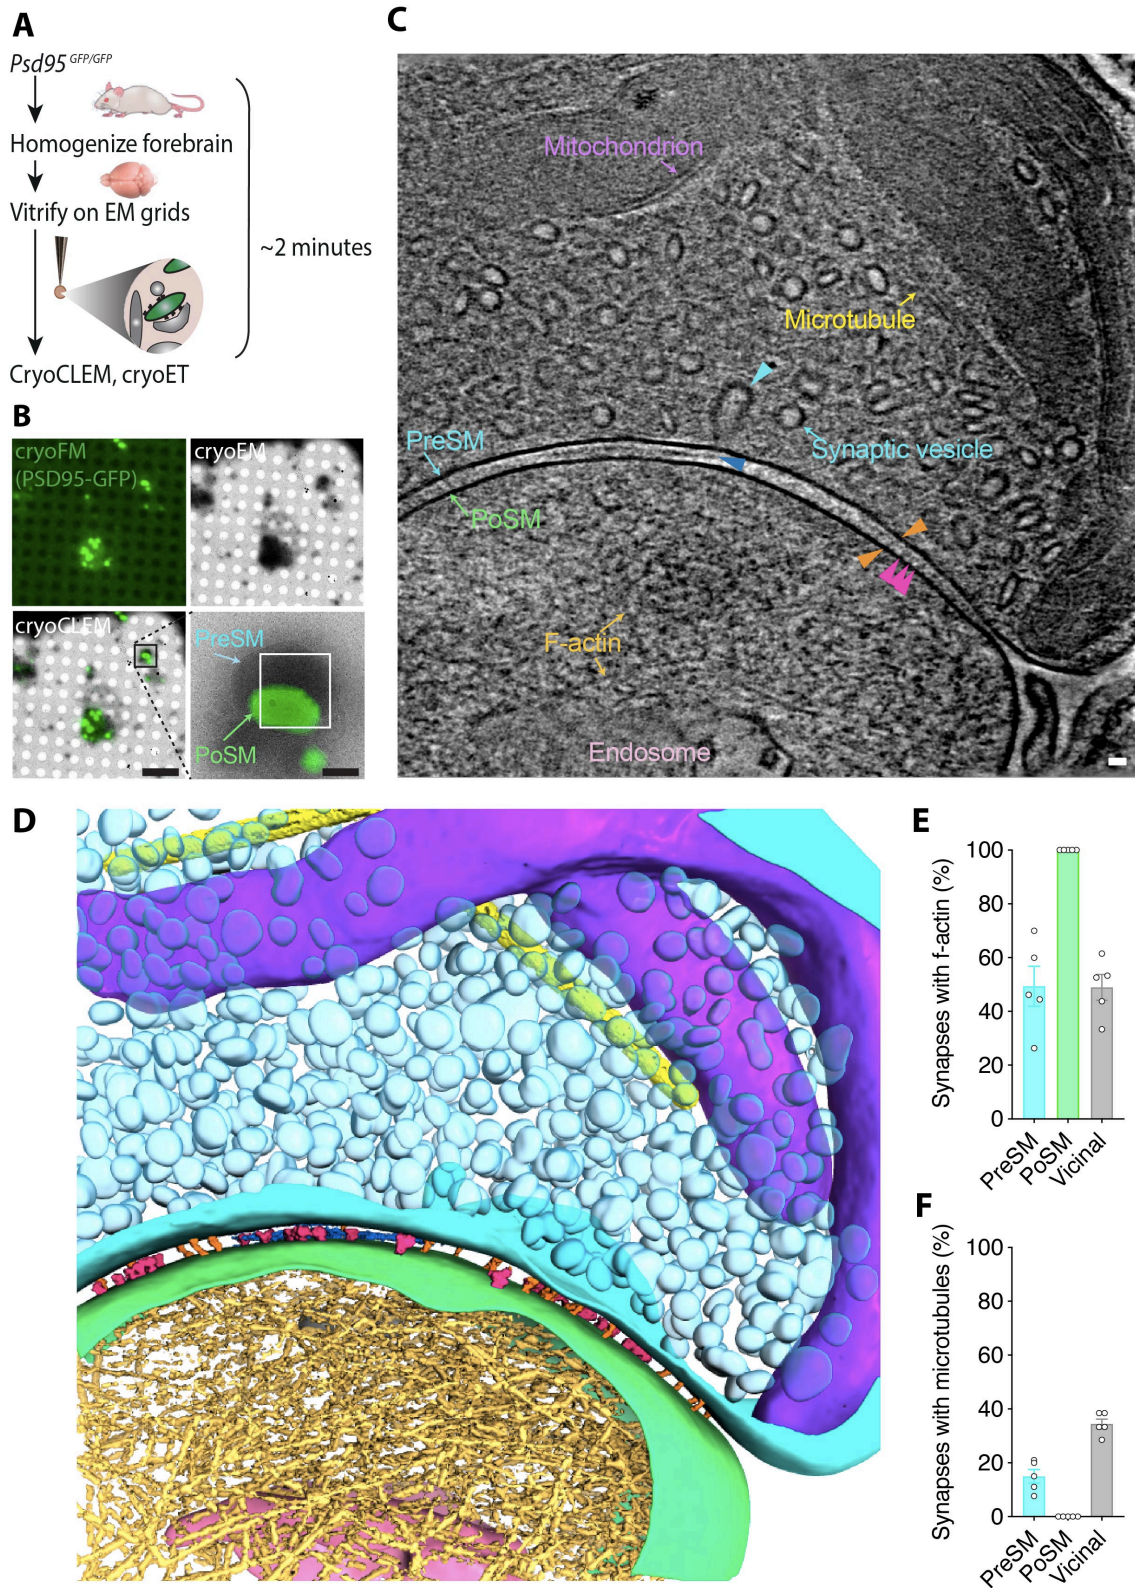 A
Psd95 GFP/GFP
Homogenize forebrain
Vitrify on EM grids
~2 minutes
CryoCLEM, cryoET
B
cryoFM
(PSD95-GFP)
cryoEM
cryoCLEM
PreSM
PoSM
C
Mitochondrion
Microtubule
PreSM
Synaptic vesicle
PoSM
F-actin
Endosome
D
E
Synapses with f-actin (%)
100
80
60
40
20
0
PreSM
PoSM
Vicinal
F
Synapses with microtubules (%)
100
80
60
40
20
0
PreSM
PoSM
Vicinal